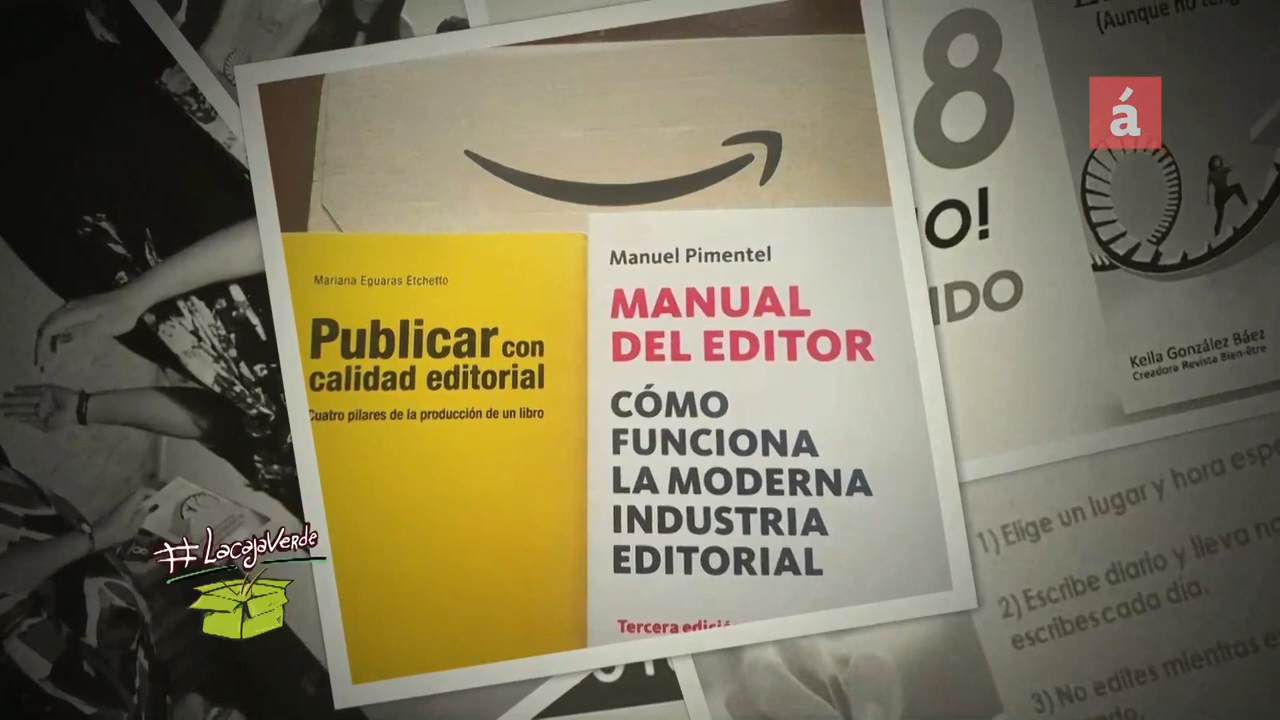 Mariana Eguaras Etchetto
Publicar con
calidad editorial
Cuatro pilares de la producción de un libro
Manuel Pimentel
MANUAL
DEL EDITOR
CÓMO
FUNCIONA
LA MODERNA
INDUSTRIA
EDITORIAL
Tercera
8
(Aunque no
á
Keila González Báez
Creadora Revista Bien-être
1) Elige un lugar y hora
2) Escribe diario y lleva
escribes cada día.
3) No edites mientras
#LacajaVerde